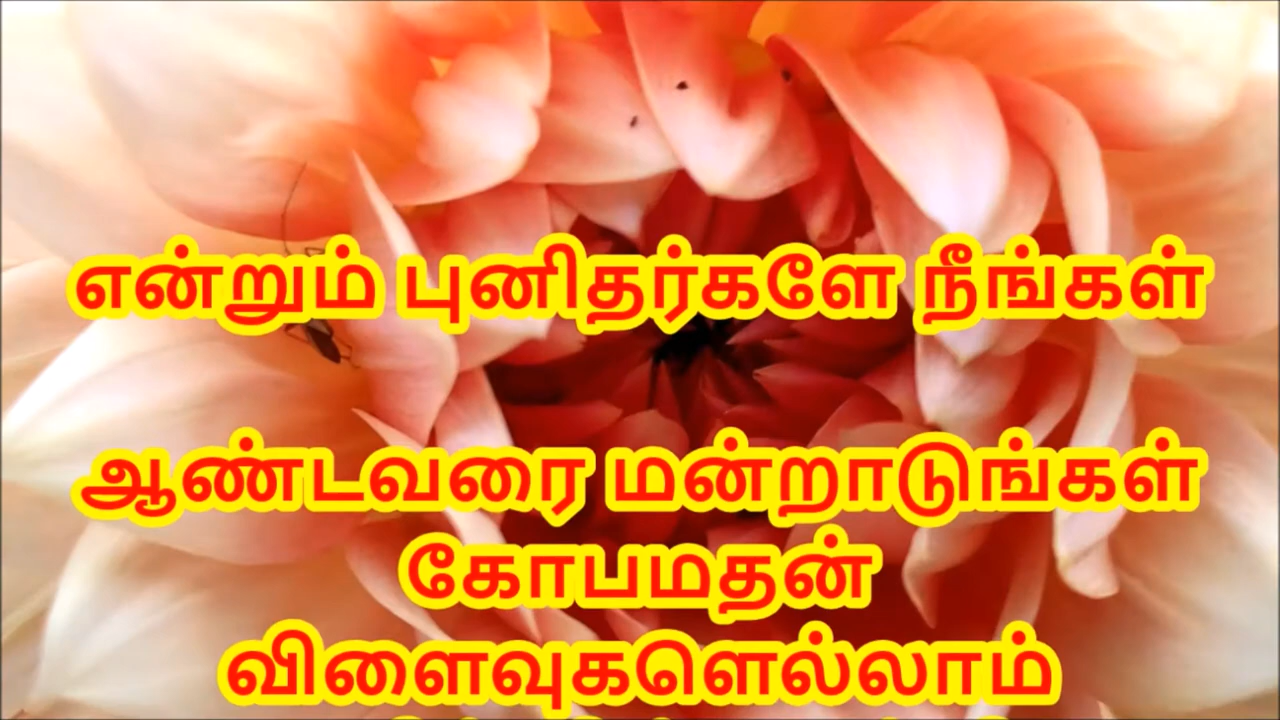 என்றும் புனிதர்களே நீங்கள்
ஆண்டவரை மன்றாடுங்கள்
கோபமதன்
விளைவுகளெல்லாம்